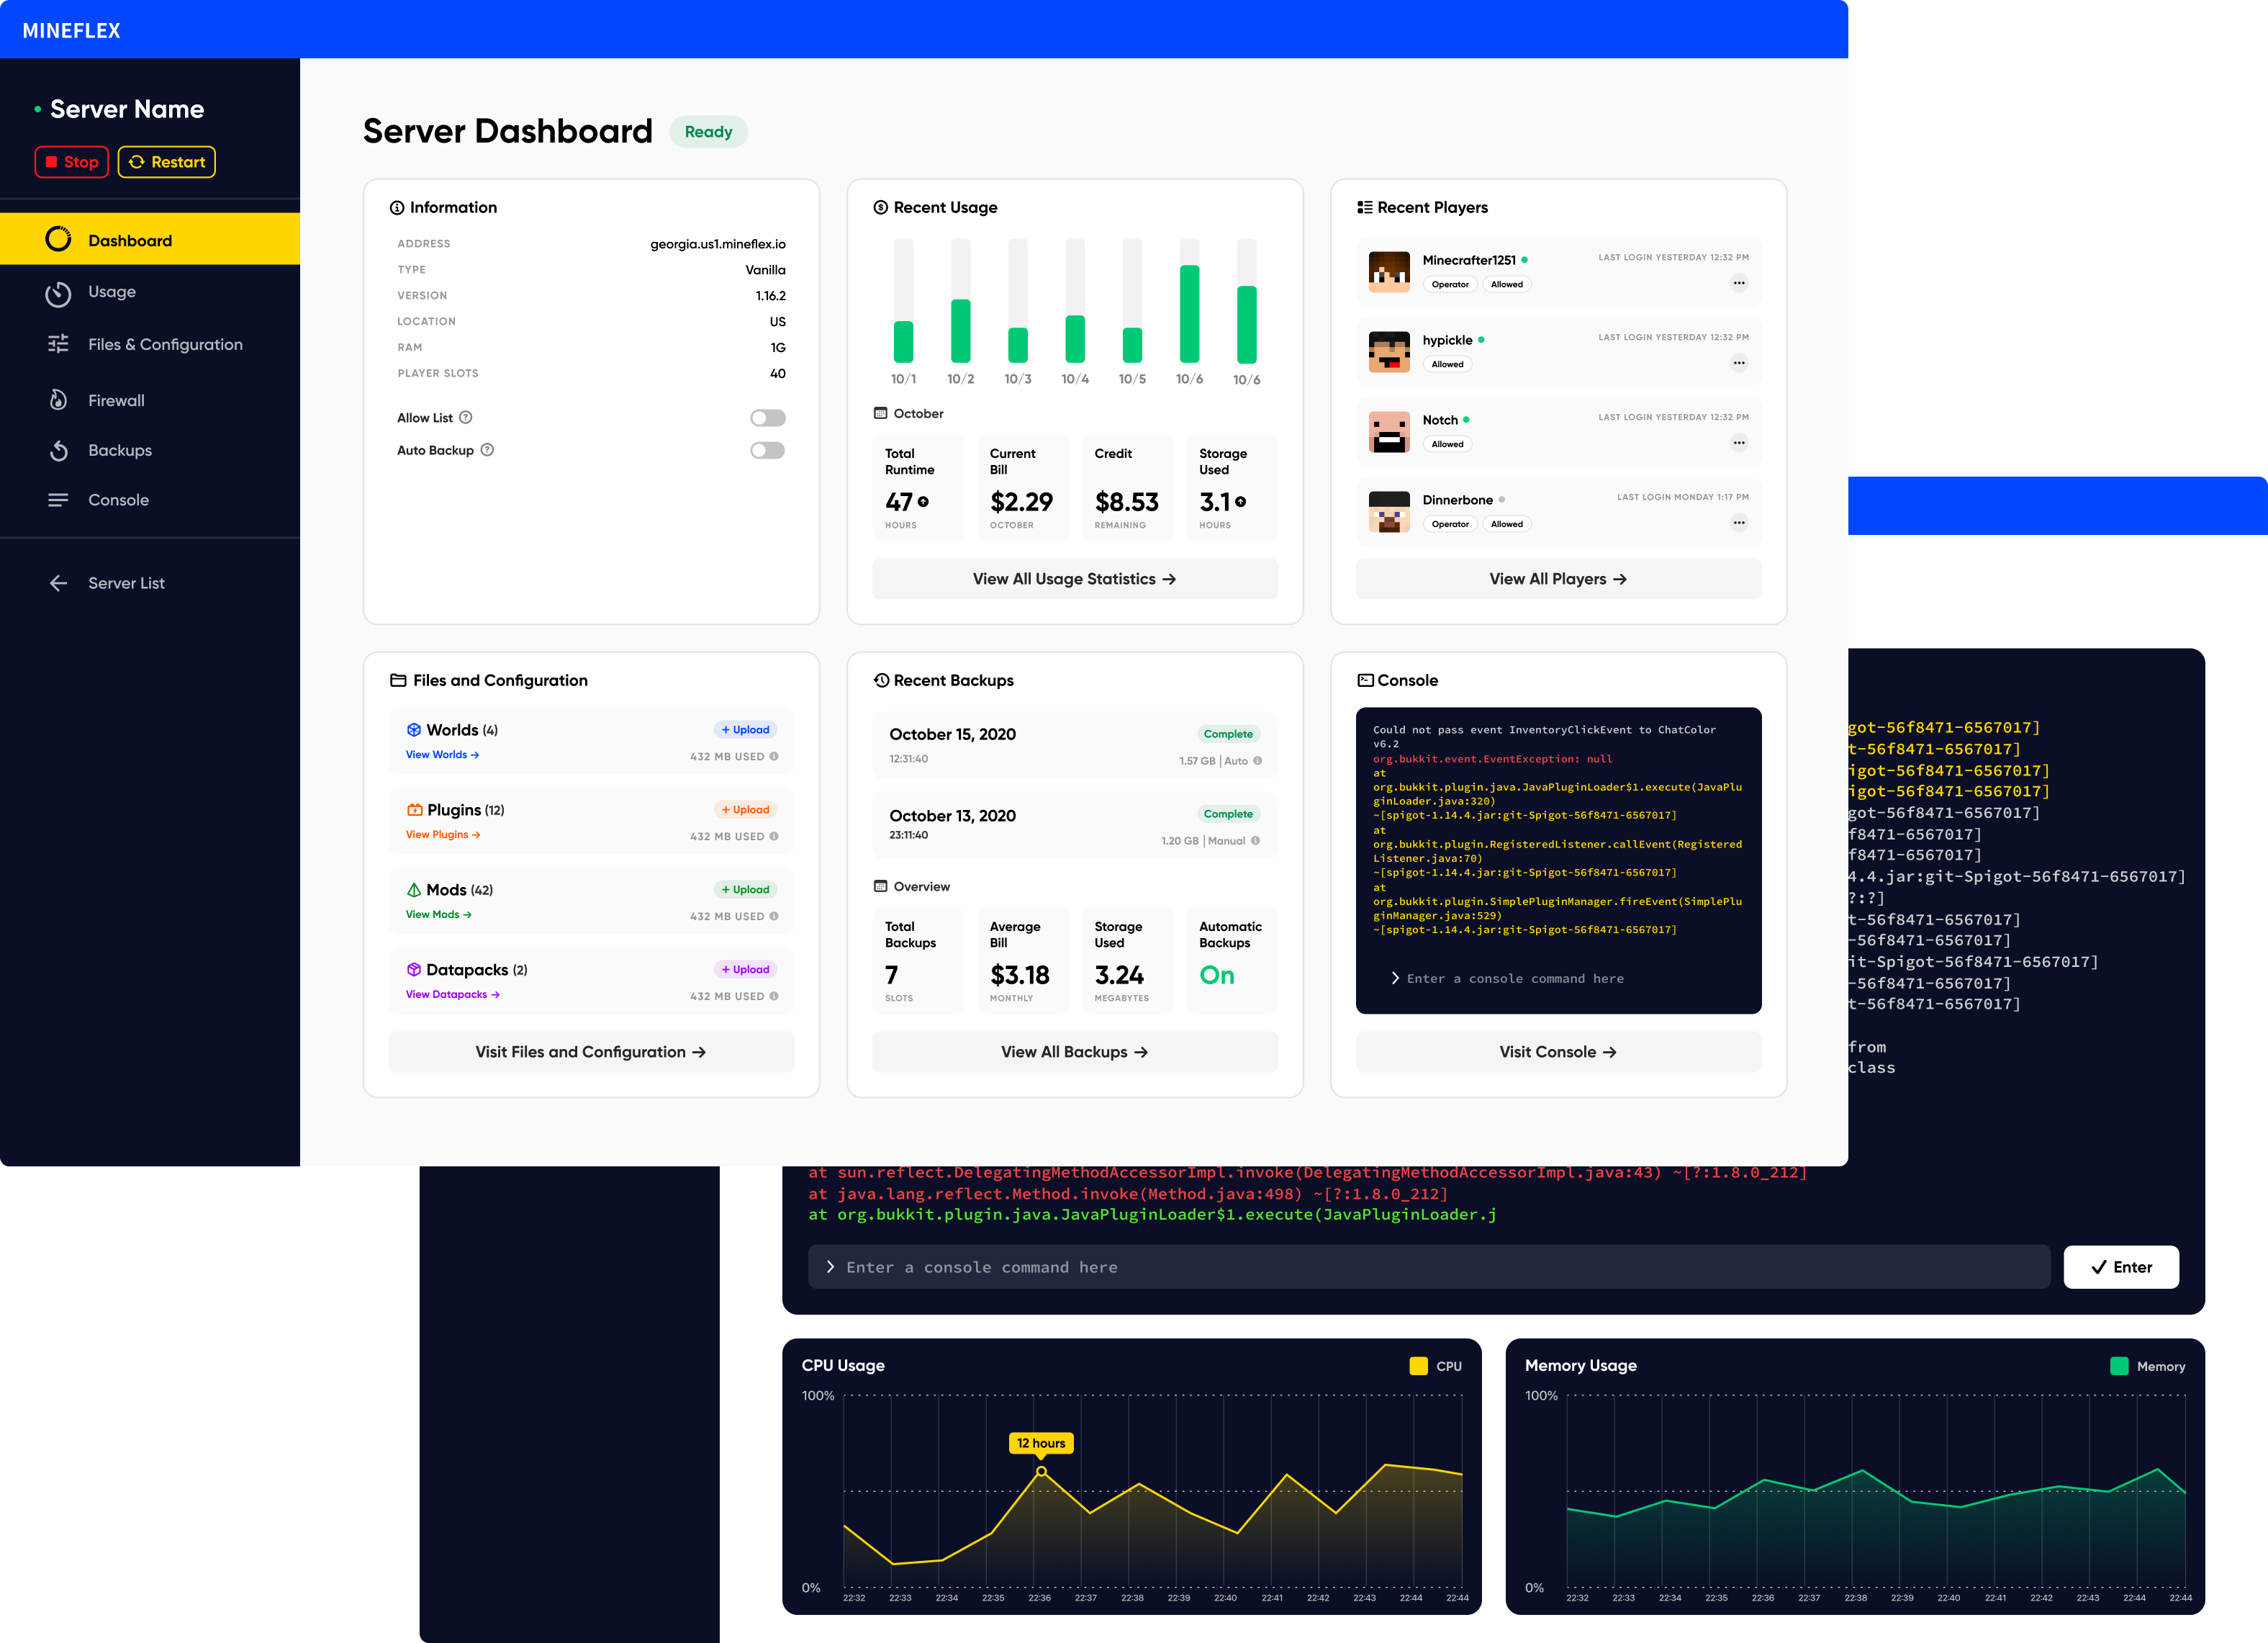 MINEFLEX
Server Name
Stop
Restart
Dashboard
Usage
Files & Configuration
Firewall
Backups
Console
Server List
Server Dashboard
Ready
Information
ADDRESS georgia.us1.mineflex.io
TYPE Vanilla
VERSION 1.16.2
LOCATION US
RAM 1G
PLAYER SLOTS 40
Allow List
Auto Backup
Recent Usage
10/1 10/2 10/3 10/4 10/5 10/6 10/6
October
Total Runtime
47
HOURS
Current Bill
$2.29
OCTOBER
Credit
$8.53
REMAINING
Storage Used
3.1
HOURS
View All Usage Statistics →
Recent Players
Minecrafter1251
LAST LOGIN YESTERDAY 12:32 PM
Operator Allowed
hypickle
LAST LOGIN YESTERDAY 12:32 PM
Allowed
Notch
LAST LOGIN YESTERDAY 12:32 PM
Allowed
Dinnerbone
LAST LOGIN MONDAY 1:17 PM
Operator Allowed
View All Players →
Files and Configuration
Worlds (4)
+ Upload
View Worlds →
432 MB USED
Plugins (12)
+ Upload
View Plugins →
432 MB USED
Mods (42)
+ Upload
View Mods →
432 MB USED
Datapacks (2)
+ Upload
View Datapacks →
432 MB USED
Visit Files and Configuration →
Recent Backups
October 15, 2020
Complete
12:31:40
1.57 GB | Auto
October 13, 2020
Complete
23:11:40
1.20 GB | Manual
Overview
Total Backups
7
SLOTS
Average Bill
$3.18
MONTHLY
Storage Used
3.24
MEGABYTES
Automatic Backups
On
View All Backups →
Console
Could not pass event InventoryClickEvent to ChatColor
v6.2
org.bukkit.event.EventException: null
at
org.bukkit.plugin.java.JavaPluginLoader$1.execute(JavaPlu
ginLoader.java:320)
~[spigot-1.14.4.jar:git-Spigot-56f8471-6567017]
at
org.bukkit.plugin.RegisteredListener.callEvent(Registered
Listener.java:70)
~[spigot-1.14.4.jar:git-Spigot-56f8471-6567017]
at
org.bukkit.plugin.SimplePluginManager.fireEvent(SimplePlu
ginManager.java:529)
~[spigot-1.14.4.jar:git-Spigot-56f8471-6567017]
Enter a console command here
Visit Console →
got-56f8471-6567017]
t-56f8471-6567017]
igot-56f8471-6567017]
pigot-56f8471-6567017]
got-56f8471-6567017]
f8471-6567017]
f8471-6567017]
4.4.jar:git-Spigot-56f8471-6567017]
?:?]
t-56f8471-6567017]
-56f8471-6567017]
it-Spigot-56f8471-6567017]
-56f8471-6567017]
t-56f8471-6567017]
from
class
at sun.reflect.DelegatingMethodAccessorImpl.invoke(DelegatingMethodAccessorImpl.java:43) ~[?:1.8.0_212]
at java.lang.reflect.Method.invoke(Method.java:498) ~[?:1.8.0_212]
at org.bukkit.plugin.java.JavaPluginLoader$1.execute(JavaPluginLoader.j
Enter a console command here
Enter
CPU Usage
CPU
100%
12 hours
0%
22:32 22:33 22:34 22:35 22:36 22:37 22:38 22:39 22:40 22:41 22:42 22:43 22:44 22:44
Memory Usage
Memory
100%
0%
22:32 22:33 22:34 22:35 22:36 22:37 22:38 22:39 22:40 22:41 22:42 22:43 22:44 22:44